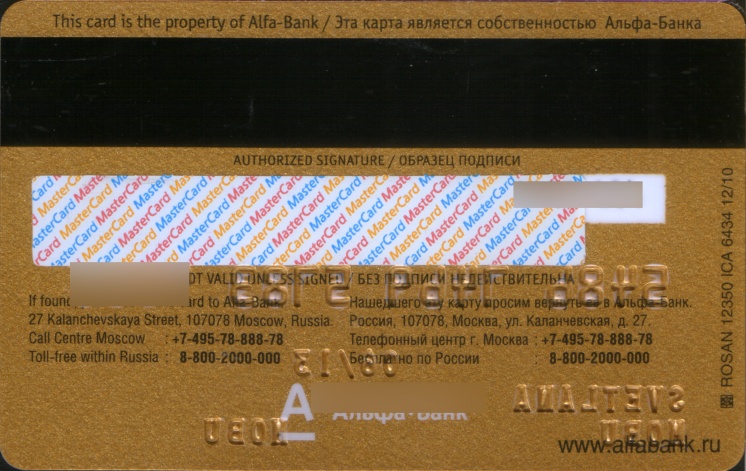 This card is the property of Alfa-Bank / Эта карта является собственностью Альфа-Банка
AUTHORIZED SIGNATURE / ОБРАЗЕЦ ПОДПИСИ
MasterCard MasterCard MasterCard MasterCard
VALID UNLESS SIGNED / БЕЗ ПОДПИСИ НЕДЕЙСТВИТЕЛЬНА
If found to Alfa-Bank.
27 Kalanchevskaya Street, 107078 Moscow, Russia.
Call Centre Moscow : +7-495-78-888-78
Toll-free within Russia : 8-800-2000-000
Нашедшего эту карту просим вернуть ее в Альфа-Банк.
Россия, 107078, Москва, ул. Каланчевская, д. 27.
Телефонный центр г. Москва : +7-495-78-888-78
Бесплатно по России : 8-800-2000-000
Альфа-Банк
www.alfabank.ru
ROSAN 12350 ICA 6434 12/10